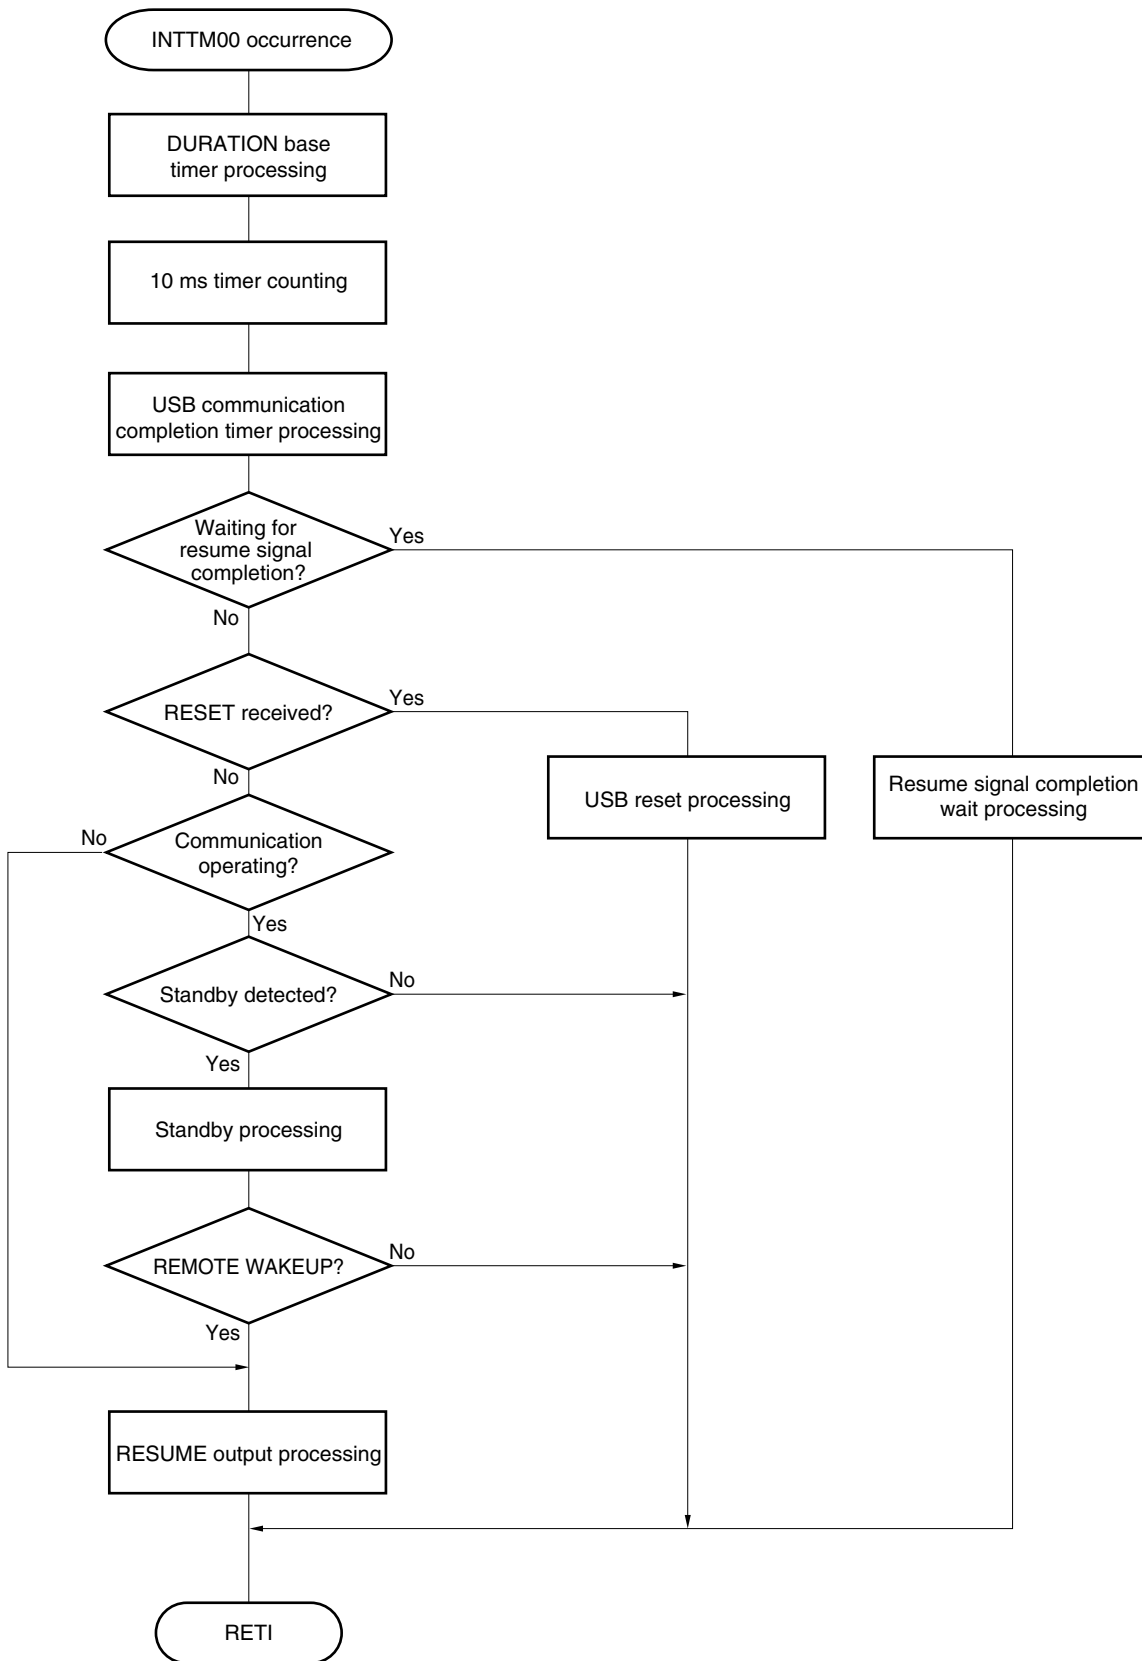 INTTM00 occurrence
DURATION base
timer processing
10 ms timer counting
USB communication
completion timer processing
Waiting for
resume signal
completion?
Yes
No
RESET received?
Yes
No
USB reset processing
Resume signal completion
wait processing
Communication
operating?
No
Yes
Standby detected?
No
Yes
Standby processing
REMOTE WAKEUP?
No
Yes
RESUME output processing
RETI